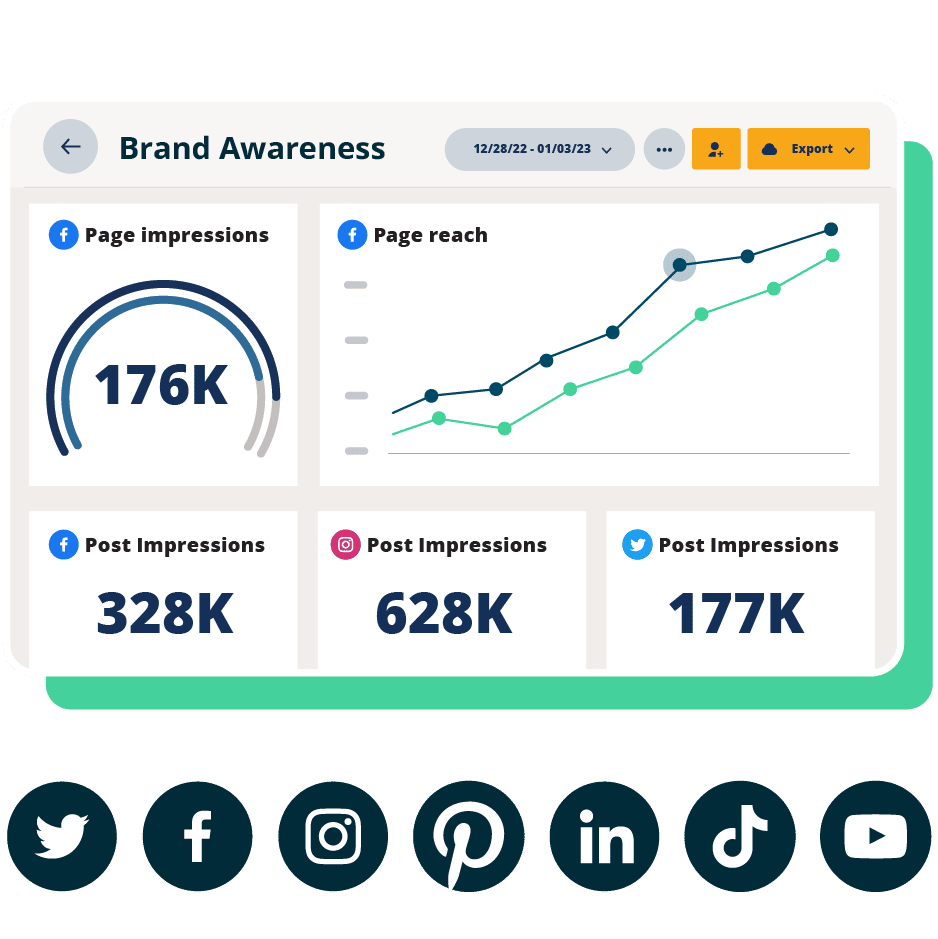 Brand Awareness
12/28/22 - 01/03/23
Export
Page impressions
Page reach
176K
Post Impressions
Post Impressions
Post Impressions
328K
628K
177K
in